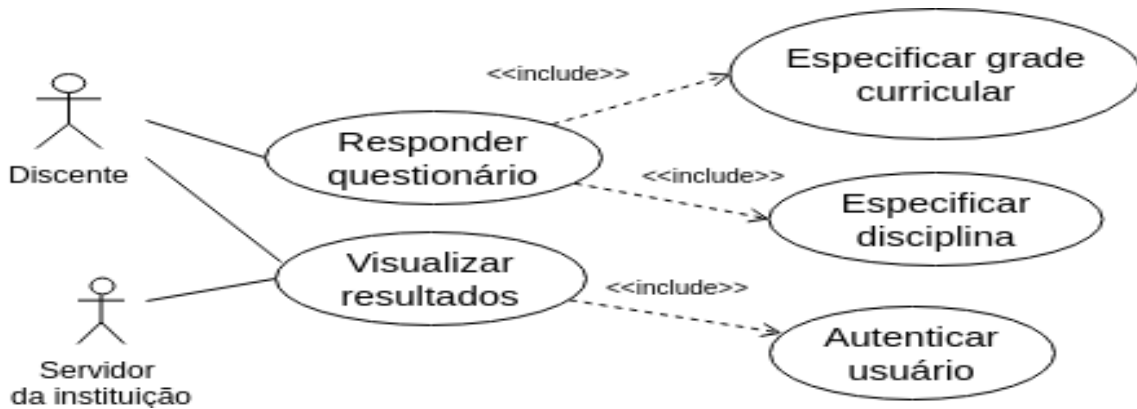 Especificar grade
curricular
<<include>>
Responder
questionário
Discente
<<include>>
Especificar
disciplina
Visualizar
resultados
<<include>>
Autenticar
usuário
Servidor
da instituição